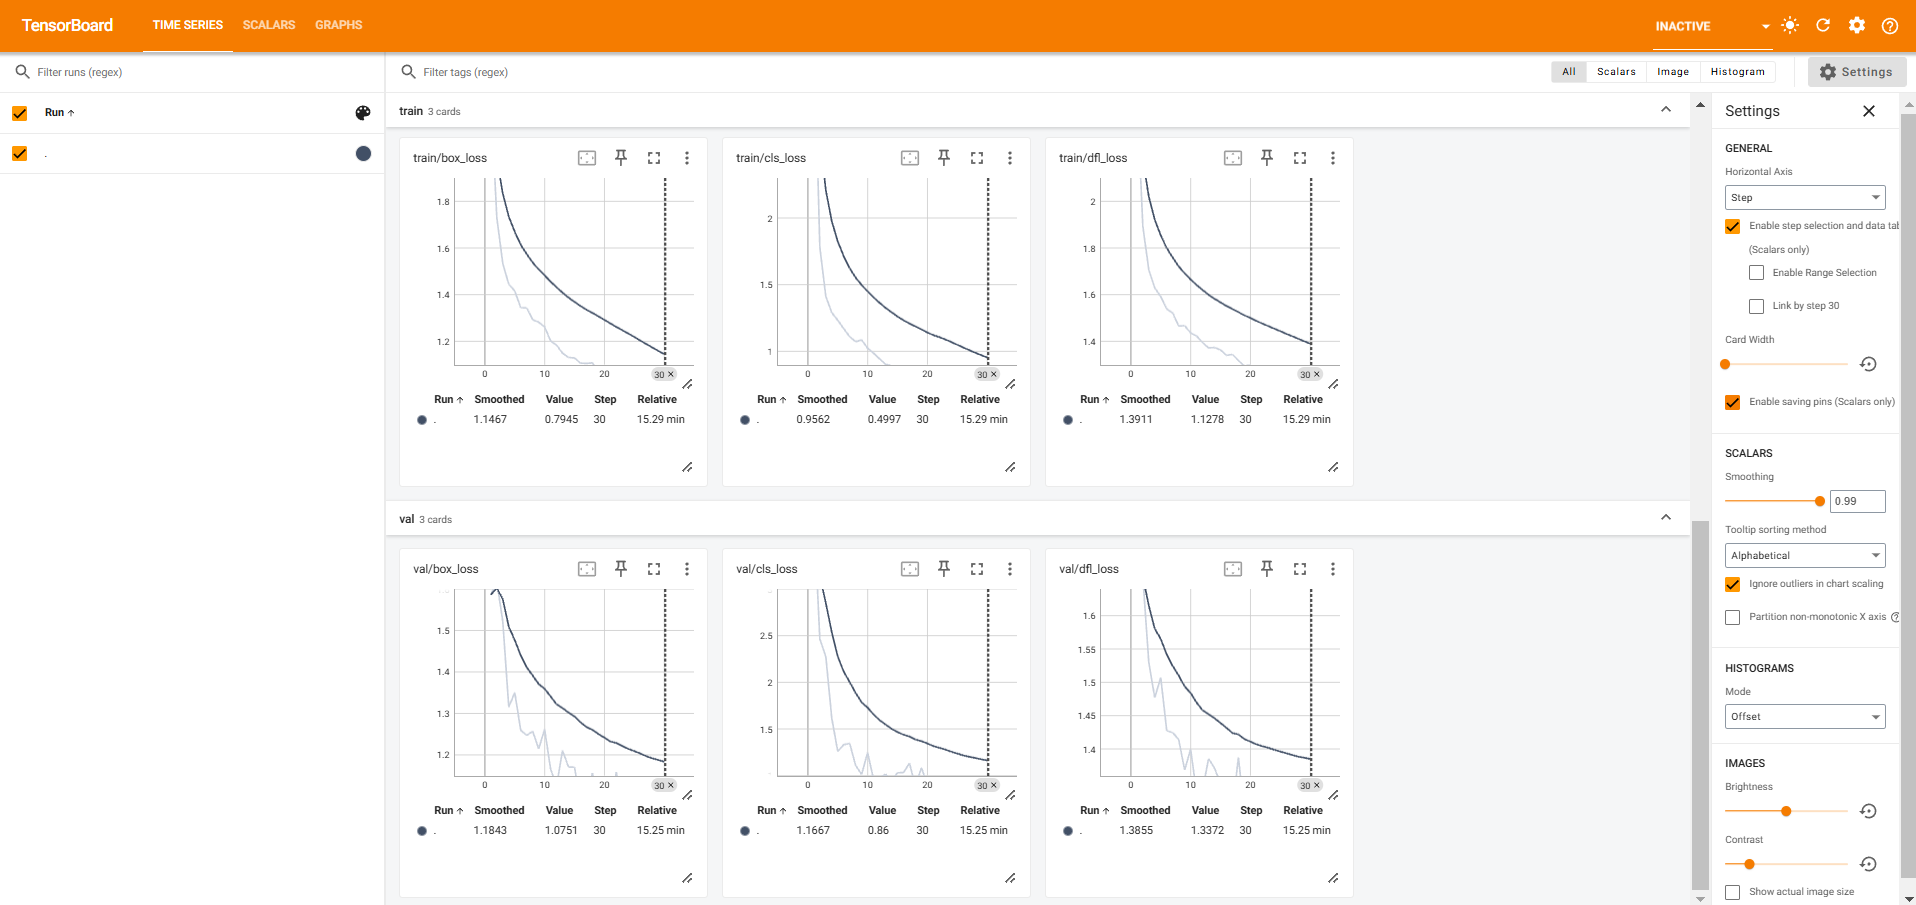 TensorBoard TIME SERIES SCALARS GRAPHS INACTIVE
Filter runs (regex)
Run
.
Filter tags (regex)
All Scalars Image Histogram
Settings
train 3 cards
train/box_loss
1.8
1.6
1.4
1.2
0 10 20 30 ×
Run ↑ Smoothed Value Step Relative
. 1.1467 0.7945 30 15.29 min
train/cls_loss
2
1.5
1
0 10 20 30 ×
Run ↑ Smoothed Value Step Relative
. 0.9562 0.4997 30 15.29 min
train/dfl_loss
2
1.8
1.6
1.4
0 10 20 30 ×
Run ↑ Smoothed Value Step Relative
. 1.3911 1.1278 30 15.29 min
val 3 cards
val/box_loss
1.5
1.4
1.3
1.2
0 10 20 30 ×
Run ↑ Smoothed Value Step Relative
. 1.1843 1.0751 30 15.25 min
val/cls_loss
2.5
2
1.5
0 10 20 30 ×
Run ↑ Smoothed Value Step Relative
. 1.1667 0.86 30 15.25 min
val/dfl_loss
1.6
1.55
1.5
1.45
1.4
0 10 20 30 ×
Run ↑ Smoothed Value Step Relative
. 1.3855 1.3372 30 15.25 min
Settings
GENERAL
Horizontal Axis
Step
Enable step selection and data tab
(Scalars only)
Enable Range Selection
Link by step 30
Card Width
Enable saving pins (Scalars only)
SCALARS
Smoothing
0.99
Tooltip sorting method
Alphabetical
Ignore outliers in chart scaling
Partition non-monotonic X axis
HISTOGRAMS
Mode
Offset
IMAGES
Brightness
Contrast
Show actual image size